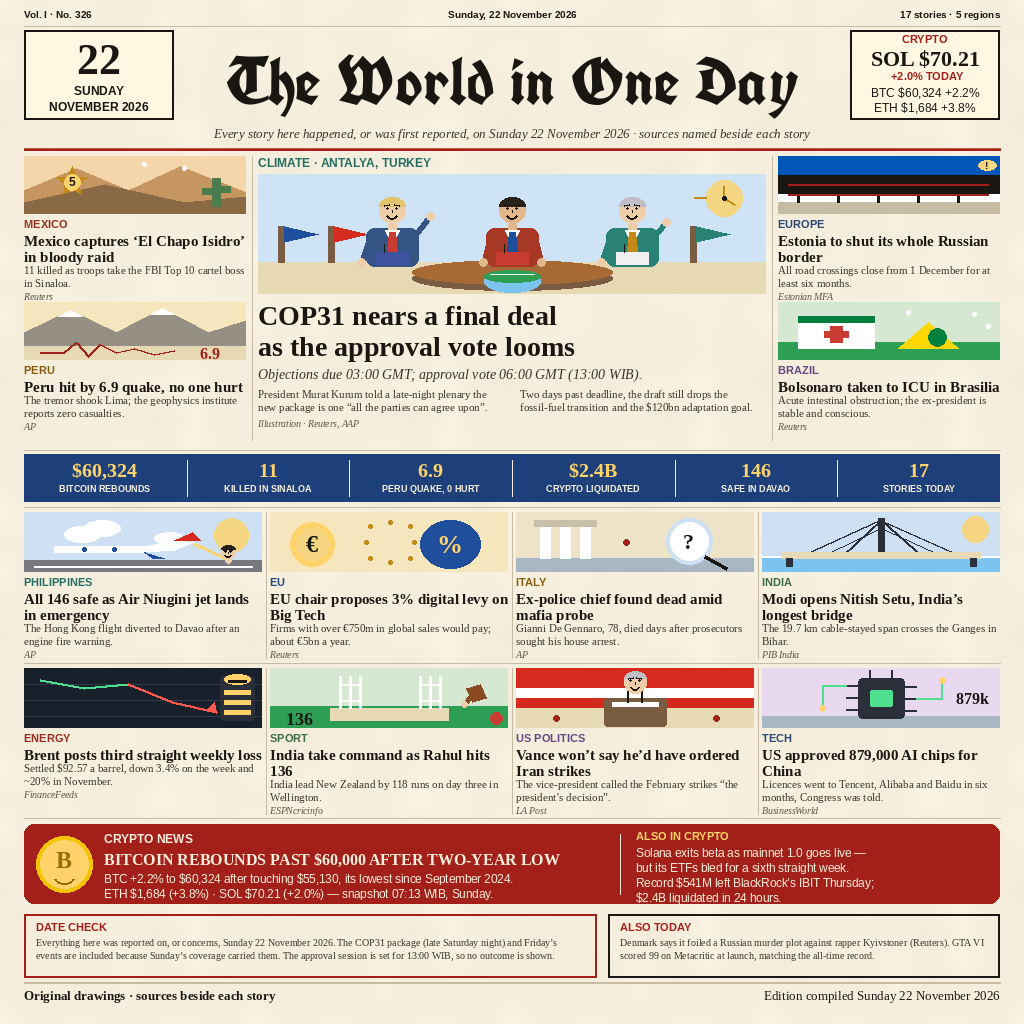 Vol. I · No. 326
Sunday, 22 November 2026
17 stories · 5 regions
22
SUNDAY
NOVEMBER 2026
The World in One Day
CRYPTO
SOL $70.21
+2.0% TODAY
BTC $60,324 +2.2%
ETH $1,684 +3.8%
Every story here happened, or was first reported, on Sunday 22 November 2026 · sources named beside each story
5
MEXICO
Mexico captures ‘El Chapo Isidro’
in bloody raid
11 killed as troops take the FBI Top 10 cartel boss
in Sinaloa.
Reuters
6.9
PERU
Peru hit by 6.9 quake, no one hurt
The tremor shook Lima; the geophysics institute
reports zero casualties.
AP
CLIMATE · ANTALYA, TURKEY
COP31 nears a final deal
as the approval vote looms
Objections due 03:00 GMT; approval vote 06:00 GMT (13:00 WIB).
President Murat Kurum told a late-night plenary the
new package is one “all the parties can agree upon”.
Illustration · Reuters, AAP
Two days past deadline, the draft still drops the
fossil-fuel transition and the $120bn adaptation goal.
!
EUROPE
Estonia to shut its whole Russian
border
All road crossings close from 1 December for at
least six months.
Estonian MFA
BRAZIL
Bolsonaro taken to ICU in Brasilia
Acute intestinal obstruction; the ex-president is
stable and conscious.
Reuters
$60,324
BITCOIN REBOUNDS
11
KILLED IN SINALOA
6.9
PERU QUAKE, 0 HURT
$2.4B
CRYPTO LIQUIDATED
146
SAFE IN DAVAO
17
STORIES TODAY
PHILIPPINES
All 146 safe as Air Niugini jet lands
in emergency
The Hong Kong flight diverted to Davao after an
engine fire warning.
AP
€
%
EU
EU chair proposes 3% digital levy on
Big Tech
Firms with over €750m in global sales would pay;
about €5bn a year.
Reuters
?
ITALY
Ex-police chief found dead amid
mafia probe
Gianni De Gennaro, 78, died days after prosecutors
sought his house arrest.
AP
INDIA
Modi opens Nitish Setu, India’s
longest bridge
The 19.7 km cable-stayed span crosses the Ganges in
Bihar.
PIB India
ENERGY
Brent posts third straight weekly loss
Settled $92.57 a barrel, down 3.4% on the week and
~20% in November.
FinanceFeeds
136
SPORT
India take command as Rahul hits
136
India lead New Zealand by 118 runs on day three in
Wellington.
ESPNcricinfo
US POLITICS
Vance won’t say he’d have ordered
Iran strikes
The vice-president called the February strikes “the
president’s decision”.
LA Post
879k
TECH
US approved 879,000 AI chips for
China
Licences went to Tencent, Alibaba and Baidu in six
months, Congress was told.
BusinessWorld
B
CRYPTO NEWS
BITCOIN REBOUNDS PAST $60,000 AFTER TWO-YEAR LOW
BTC +2.2% to $60,324 after touching $55,130, its lowest since September 2024.
ETH $1,684 (+3.8%) · SOL $70.21 (+2.0%) — snapshot 07:13 WIB, Sunday.
ALSO IN CRYPTO
Solana exits beta as mainnet 1.0 goes live —
but its ETFs bled for a sixth straight week.
Record $541M left BlackRock’s IBIT Thursday;
$2.4B liquidated in 24 hours.
DATE CHECK
Everything here was reported on, or concerns, Sunday 22 November 2026. The COP31 package (late Saturday night) and Friday’s
events are included because Sunday’s coverage carried them. The approval session is set for 13:00 WIB, so no outcome is shown.
ALSO TODAY
Denmark says it foiled a Russian murder plot against rapper Kyivstoner (Reuters). GTA VI
scored 99 on Metacritic at launch, matching the all-time record.
Original drawings · sources beside each story
Edition compiled Sunday 22 November 2026